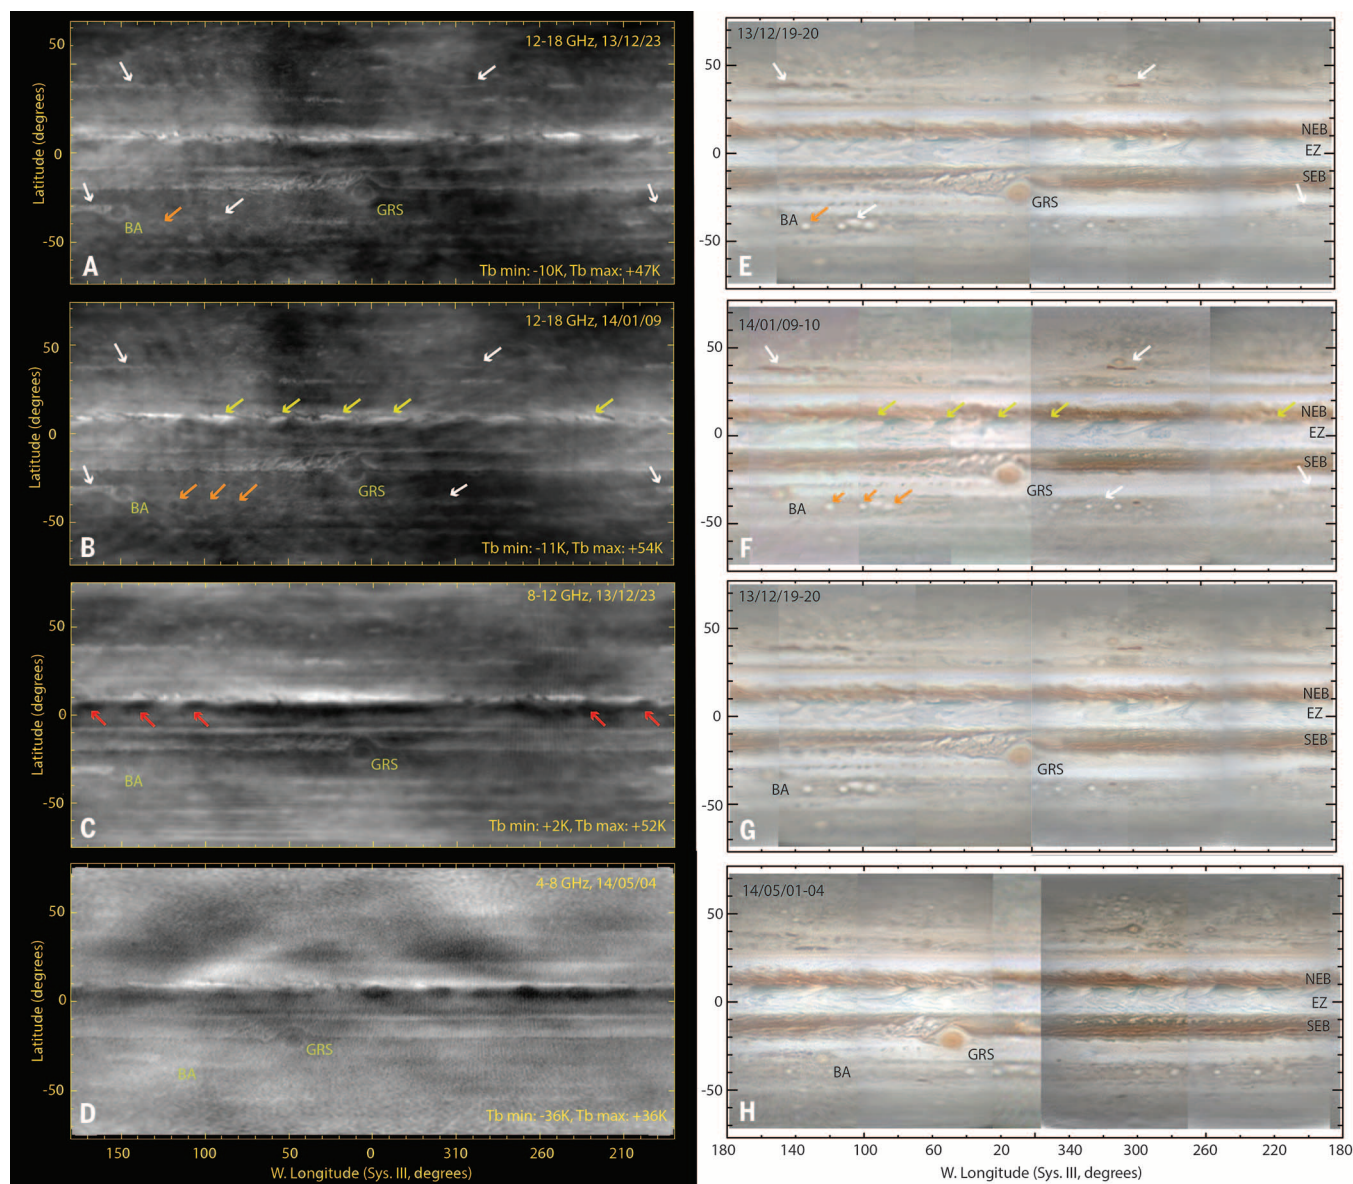 12-18 GHz, 13/12/23
50
0
-50
Latitude (degrees)
BA
GRS
A
Tb min: -10K, Tb max: +47K
12-18 GHz, 14/01/09
50
0
-50
Latitude (degrees)
BA
GRS
B
Tb min: -11K, Tb max: +54K
8-12 GHz, 13/12/23
50
0
-50
Latitude (degrees)
BA
GRS
C
Tb min: +2K, Tb max: +52K
4-8 GHz, 14/05/04
50
0
-50
Latitude (degrees)
GRS
BA
D
Tb min: -36K, Tb max: +36K
150 100 50 0 310 260 210
W. Longitude (Sys. III, degrees)
13/12/19-20
50
0
-50
NEB
EZ
SEB
GRS
BA
E
14/01/09-10
50
0
-50
NEB
EZ
SEB
GRS
BA
F
13/12/19-20
50
0
-50
NEB
EZ
SEB
GRS
BA
G
14/05/01-04
50
0
-50
NEB
EZ
SEB
GRS
BA
H
180 140 100 60 20 340 300 260 220 180
W. Longitude (Sys. III, degrees)